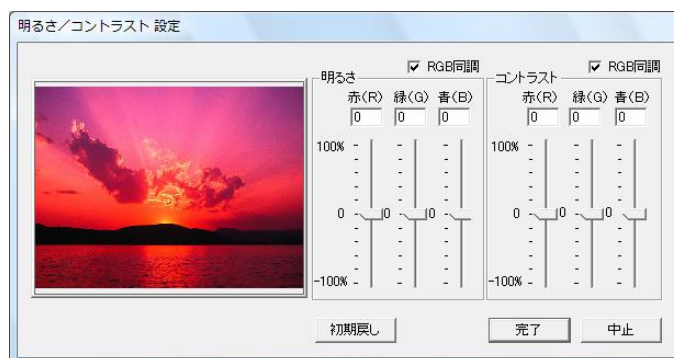 明るさ／コントラスト 設定
RGB同調 RGB同調
明るさ コントラスト
赤(R) 緑(G) 青(B) 赤(R) 緑(G) 青(B)
0 0 0 0 0 0
100% 100%
0 0 0 0 0 0
-100% -100%
初期戻し 完了 中止